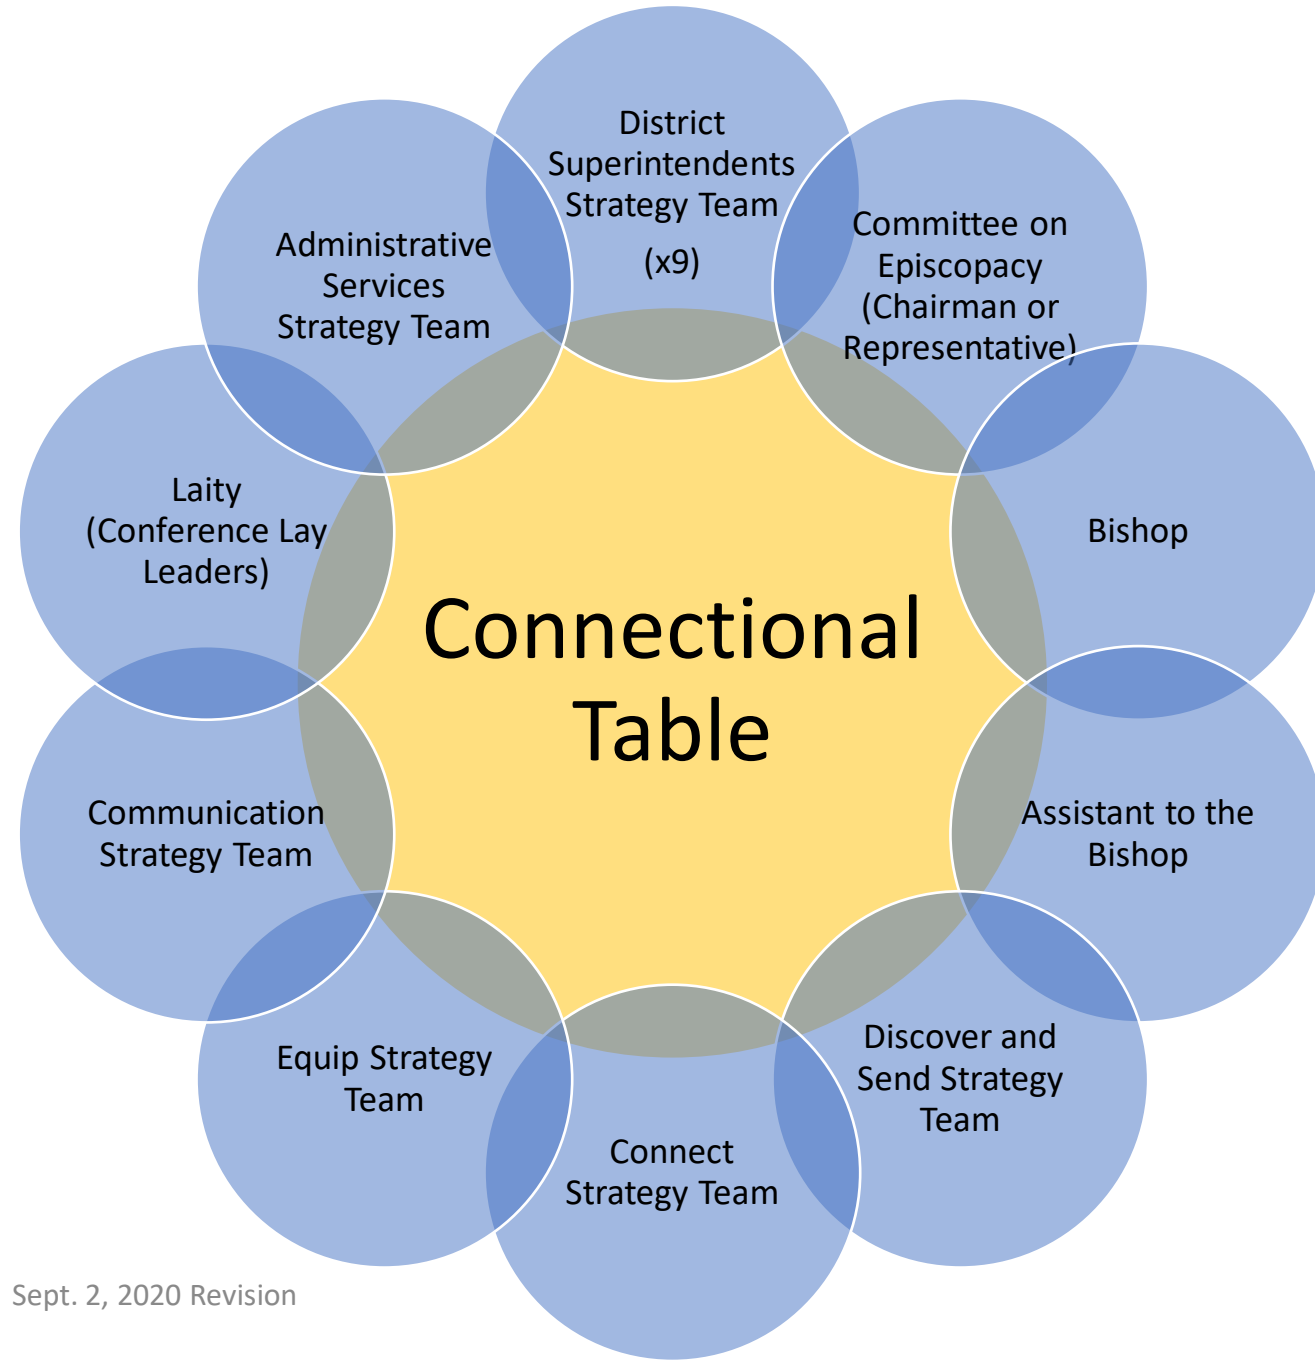 District
Superintendents
Strategy Team
(x9)
Committee on
Episcopacy
(Chairman or
Representative)
Bishop
Assistant to the
Bishop
Discover and
Send Strategy
Team
Connect
Strategy Team
Equip Strategy
Team
Communication
Strategy Team
Laity
(Conference Lay
Leaders)
Administrative
Services
Strategy Team
Connectional
Table
Sept. 2, 2020 Revision